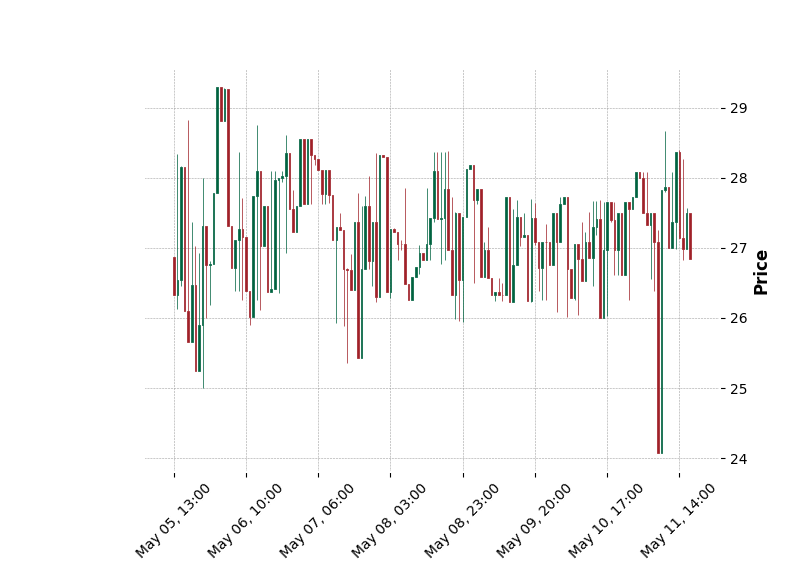 29
28
27
26
25
24
Price
May 05, 13:00
May 06, 10:00
May 07, 06:00
May 08, 03:00
May 08, 23:00
May 09, 20:00
May 10, 17:00
May 11, 14:00